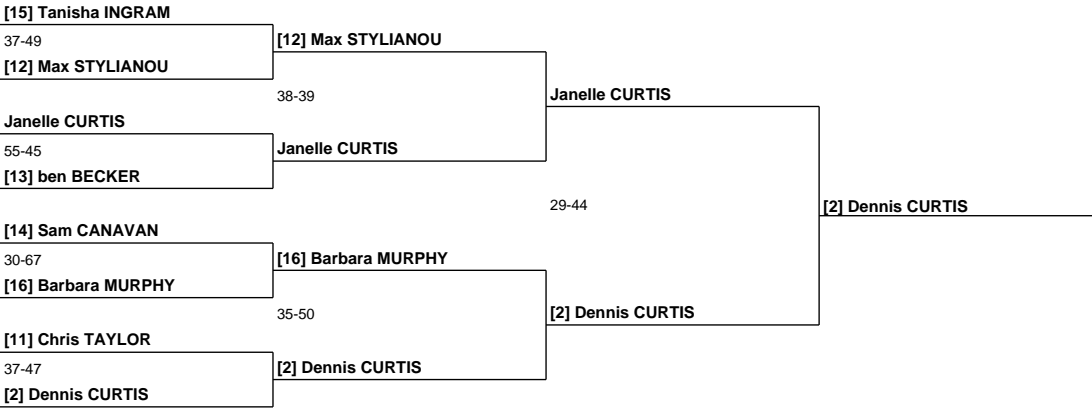 [15] Tanisha INGRAM
37-49
[12] Max STYLIANOU
[12] Max STYLIANOU
38-39
Janelle CURTIS
Janelle CURTIS
55-45
Janelle CURTIS
[13] ben BECKER
29-44
[2] Dennis CURTIS
[14] Sam CANAVAN
30-67
[16] Barbara MURPHY
[16] Barbara MURPHY
35-50
[2] Dennis CURTIS
[11] Chris TAYLOR
37-47
[2] Dennis CURTIS
[2] Dennis CURTIS